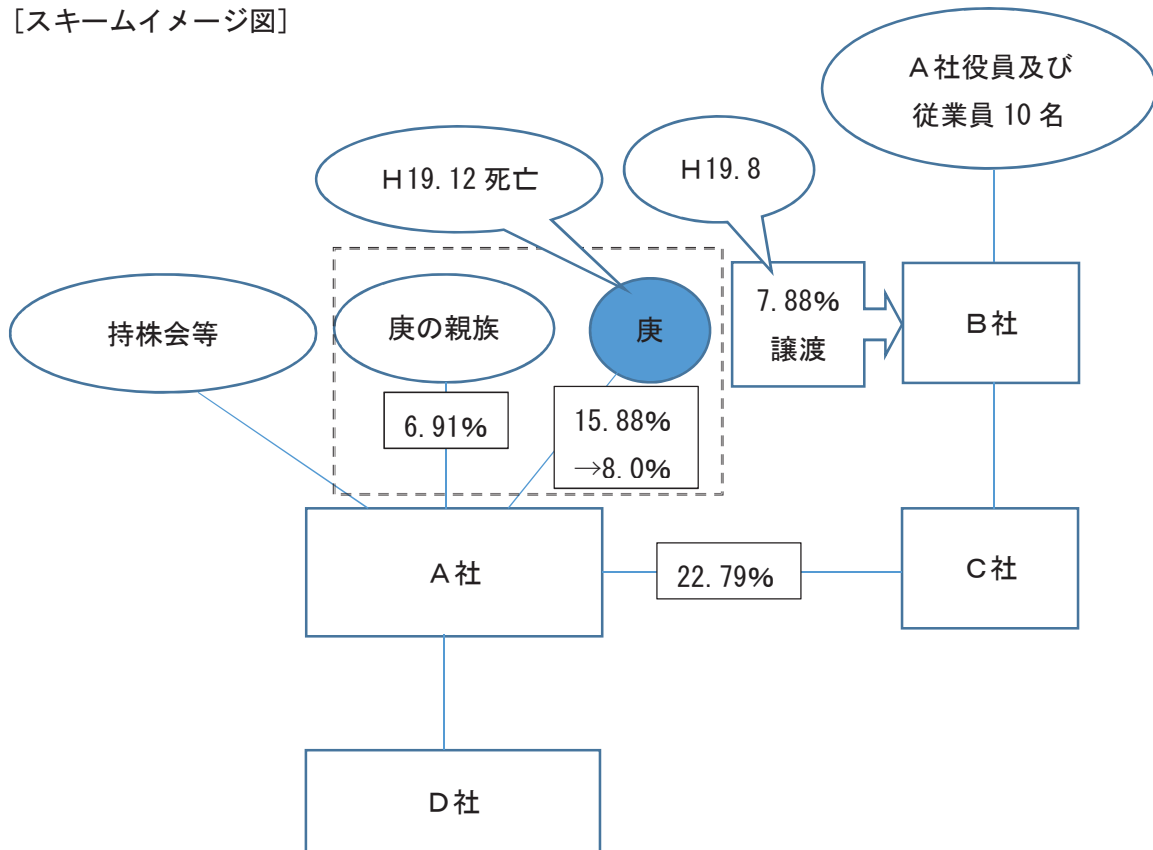 [スキームイメージ図]
A社役員及び
従業員 10 名
H19.12 死亡
H19.8
持株会等
庚の親族
庚
7.88%
譲渡
B社
6.91%
15.88%
→8.0%
A社
22.79%
C社
D社